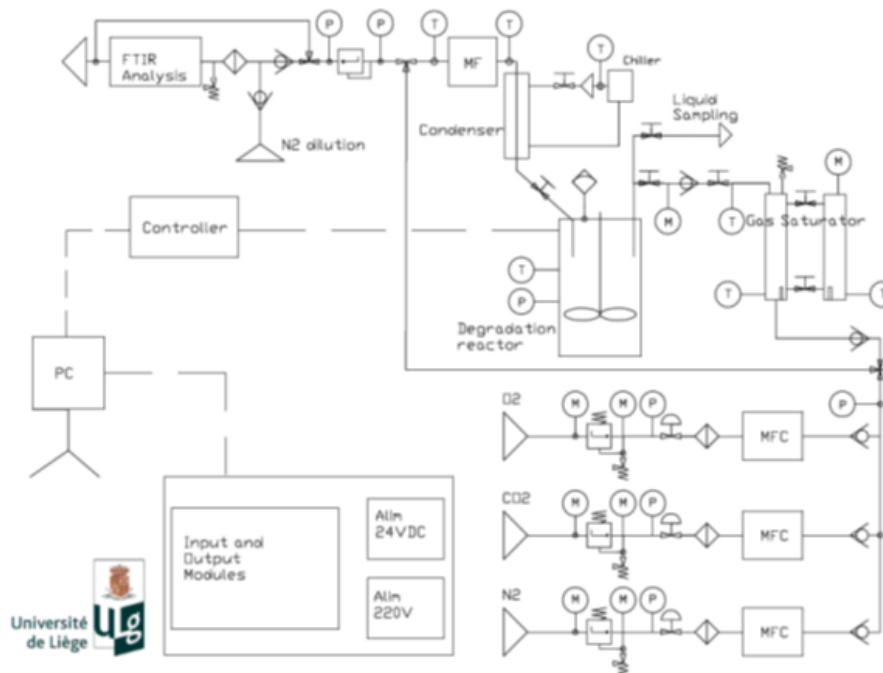 P
P
T
T
T
FTIR
Analysis
MF
Chiller
Condenser
Liquid
Sampling
N2 dilution
M
Controller
M
T
Gas Saturator
T
P
T
T
Degradation
reactor
PC
O2
M
M
P
P
MFC
CO2
M
M
P
MFC
N2
M
M
P
MFC
Input and
Output
Modules
Alim
24VDC
Alim
220V
Université
de Liège
ULg